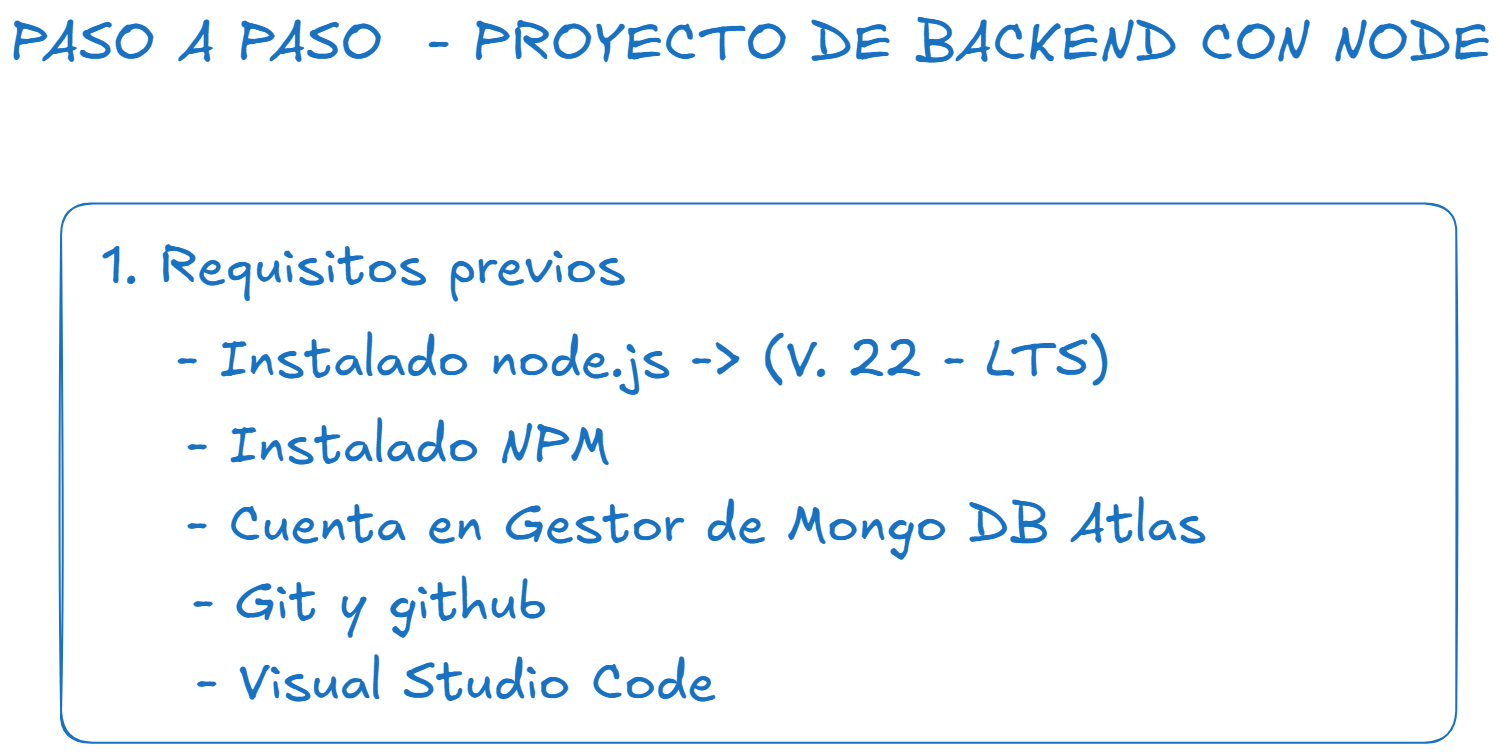 PASO A PASO - PROYECTO DE BACKEND CON NODE
1. Requisitos previos
- Instalado node.js -> (V. 22 - LTS)
- Instalado NPM
- Cuenta en Gestor de Mongo DB Atlas
- Git y github
- Visual Studio Code